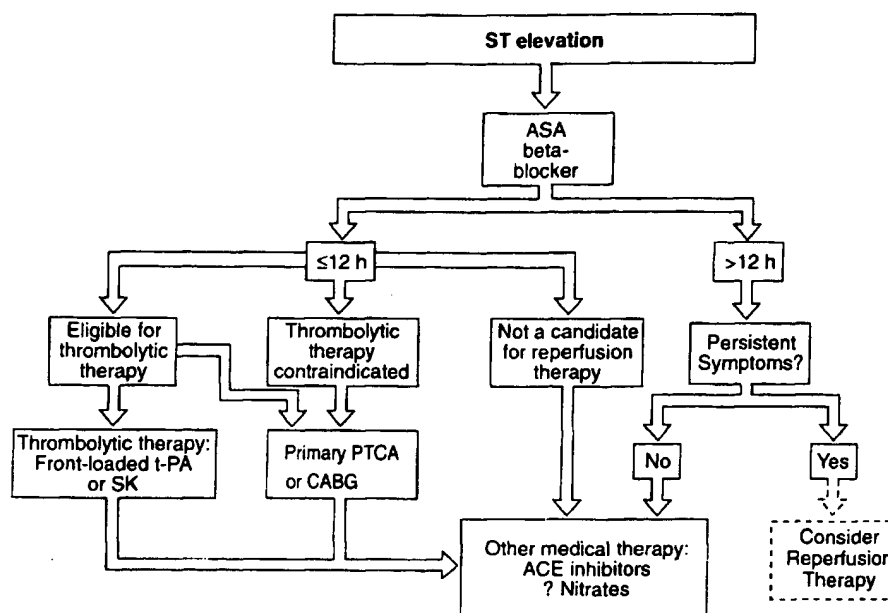 ST elevation
ASA
beta-
blocker
≤12 h
>12 h
Eligible for
thrombolytic
therapy
Thrombolytic
therapy
contraindicated
Not a candidate
for reperfusion
therapy
Persistent
Symptoms?
Thrombolytic therapy:
Front-loaded t-PA
or SK
Primary PTCA
or CABG
No
Yes
Other medical therapy:
ACE inhibitors
? Nitrates
Consider
Reperfusion
Therapy